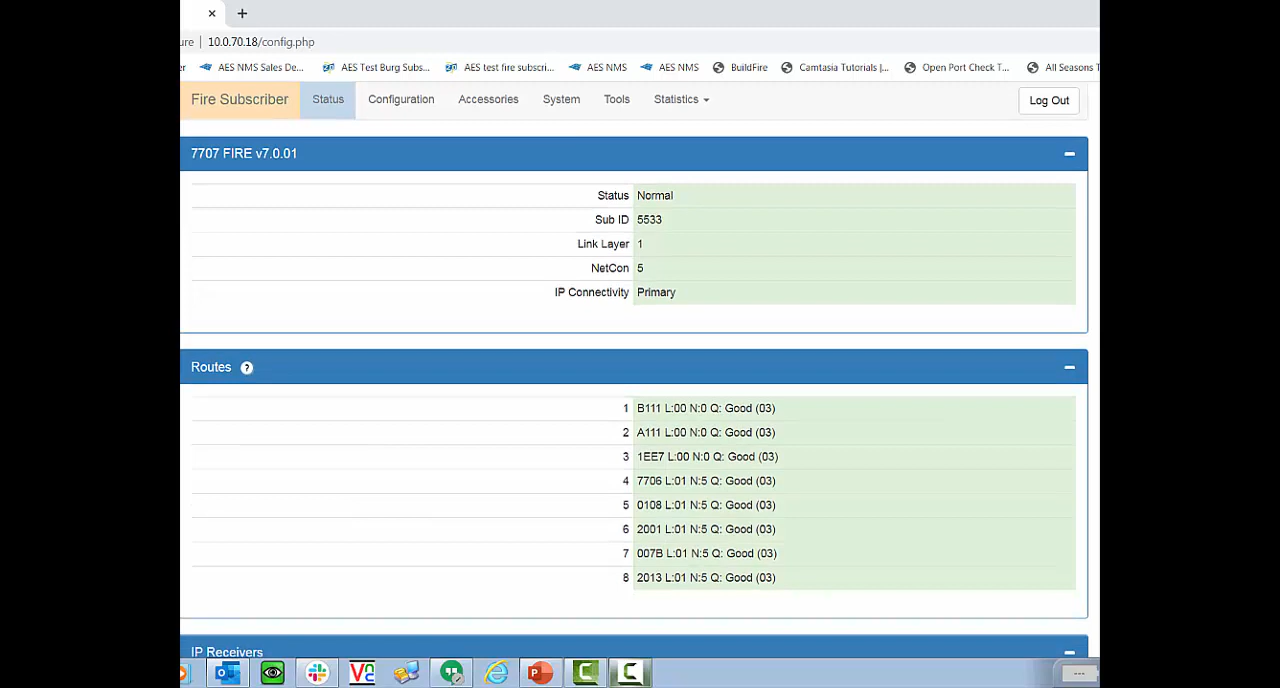 ure | 10.0.70.18/config.php
er AES NMS Sales De... AES Test Burg Subs... AES test fire subscri... AES NMS AES NMS BuildFire Camtasia Tutorials |... Open Port Check T... All Seasons T
Fire Subscriber Status Configuration Accessories System Tools Statistics Log Out
7707 FIRE v7.0.01
Status Normal
Sub ID 5533
Link Layer 1
NetCon 5
IP Connectivity Primary
Routes ?
1 B111 L:00 N:0 Q: Good (03)
2 A111 L:00 N:0 Q: Good (03)
3 1EE7 L:00 N:0 Q: Good (03)
4 7706 L:01 N:5 Q: Good (03)
5 0108 L:01 N:5 Q: Good (03)
6 2001 L:01 N:5 Q: Good (03)
7 007B L:01 N:5 Q: Good (03)
8 2013 L:01 N:5 Q: Good (03)
IP Receivers